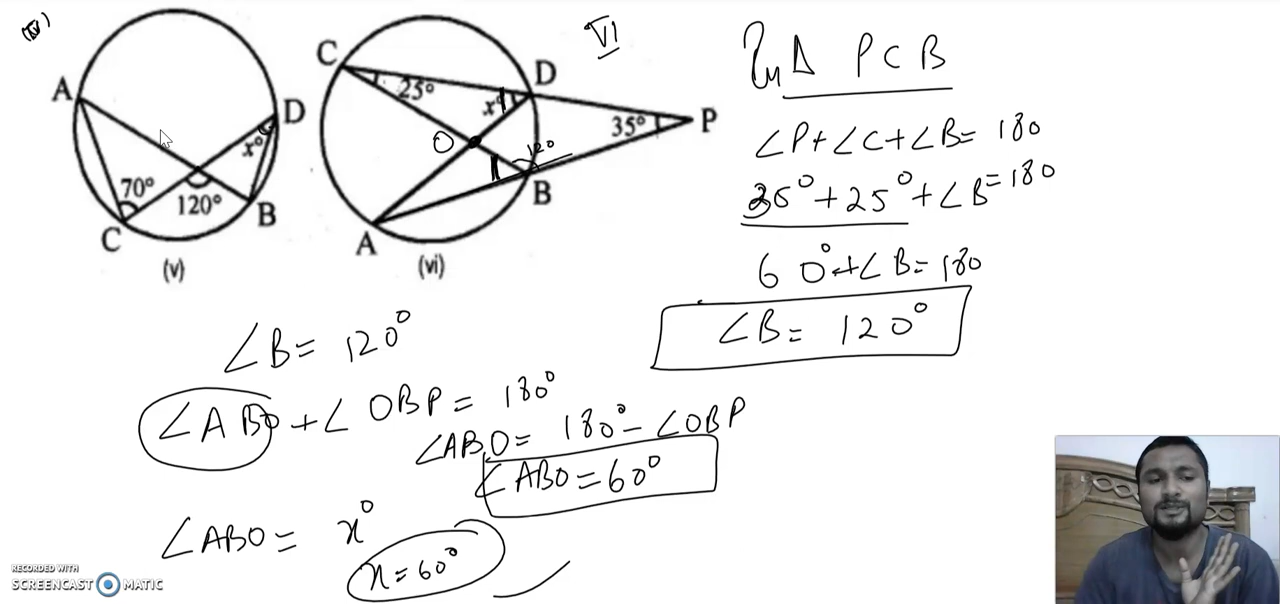 (iv)
A
D
x°
70°
120°
B
C
(v)
C
25°
D
x°
O
35°
P
120
B
A
(vi)
VI
In Δ PCB
∠P+∠C+∠B= 180
35°+25°+∠B=180
60°+∠B=180
∠B= 120°
∠B= 120°
∠ABO+∠OBP= 180°
∠ABO= 180°-∠OBP
∠ABO=60°
∠ABO= x°
x=60°
RECORDED WITH
SCREENCAST MATIC